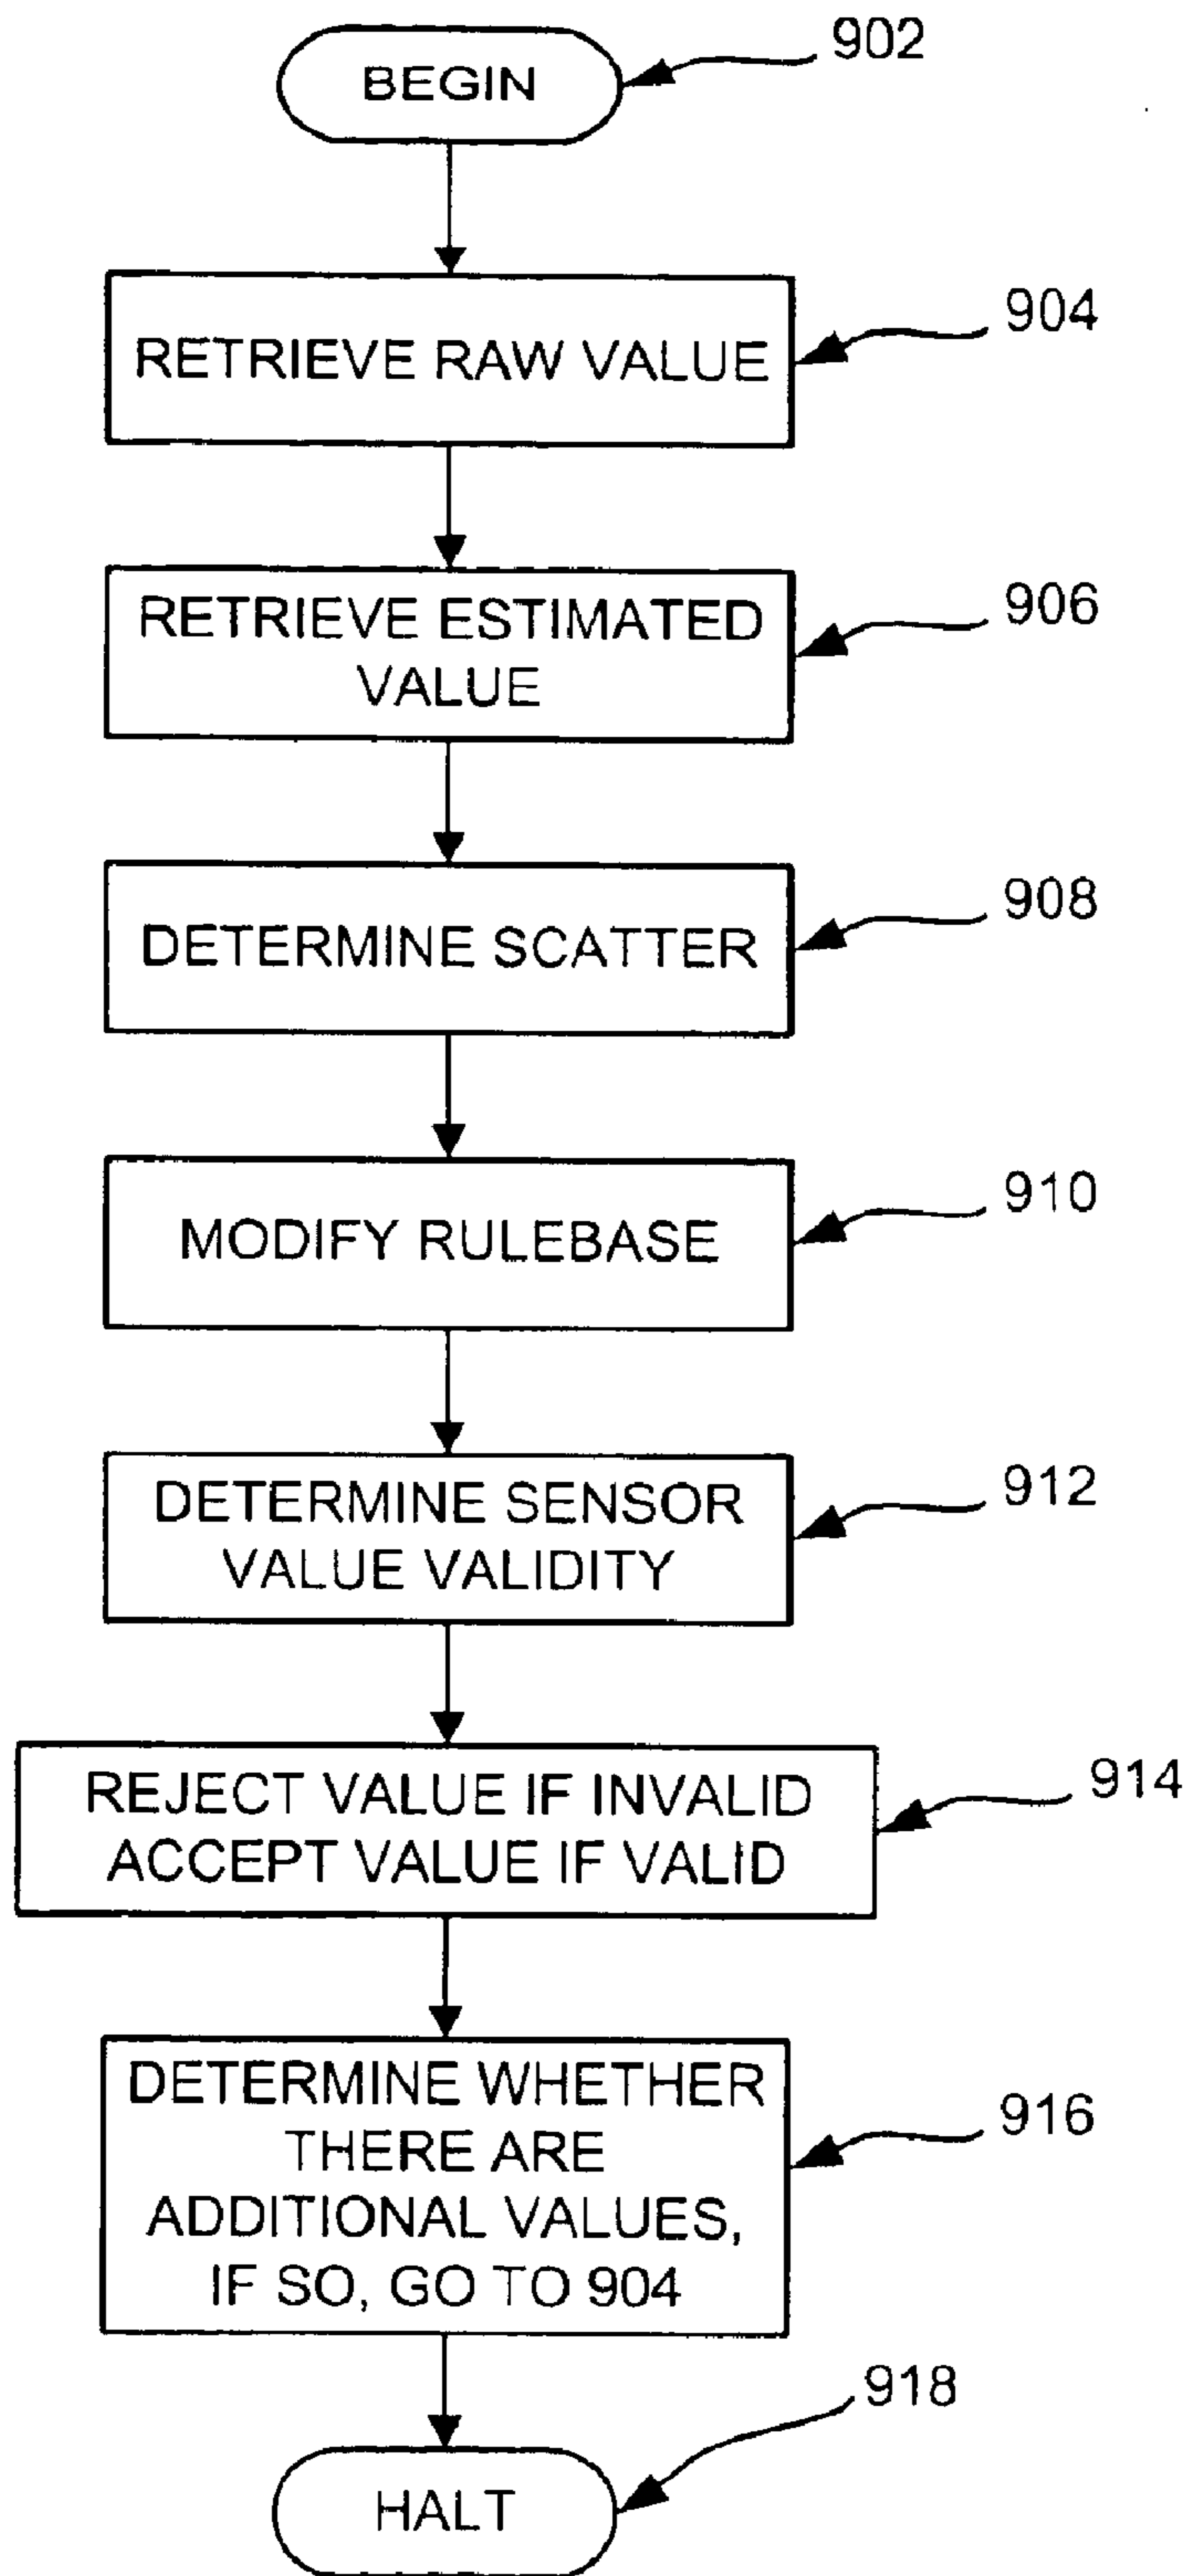 BEGIN
902
RETRIEVE RAW VALUE
904
RETRIEVE ESTIMATED
VALUE
906
DETERMINE SCATTER
908
MODIFY RULEBASE
910
DETERMINE SENSOR
VALUE VALIDITY
912
REJECT VALUE IF INVALID
ACCEPT VALUE IF VALID
914
DETERMINE WHETHER
THERE ARE
ADDITIONAL VALUES,
IF SO, GO TO 904
916
HALT
918